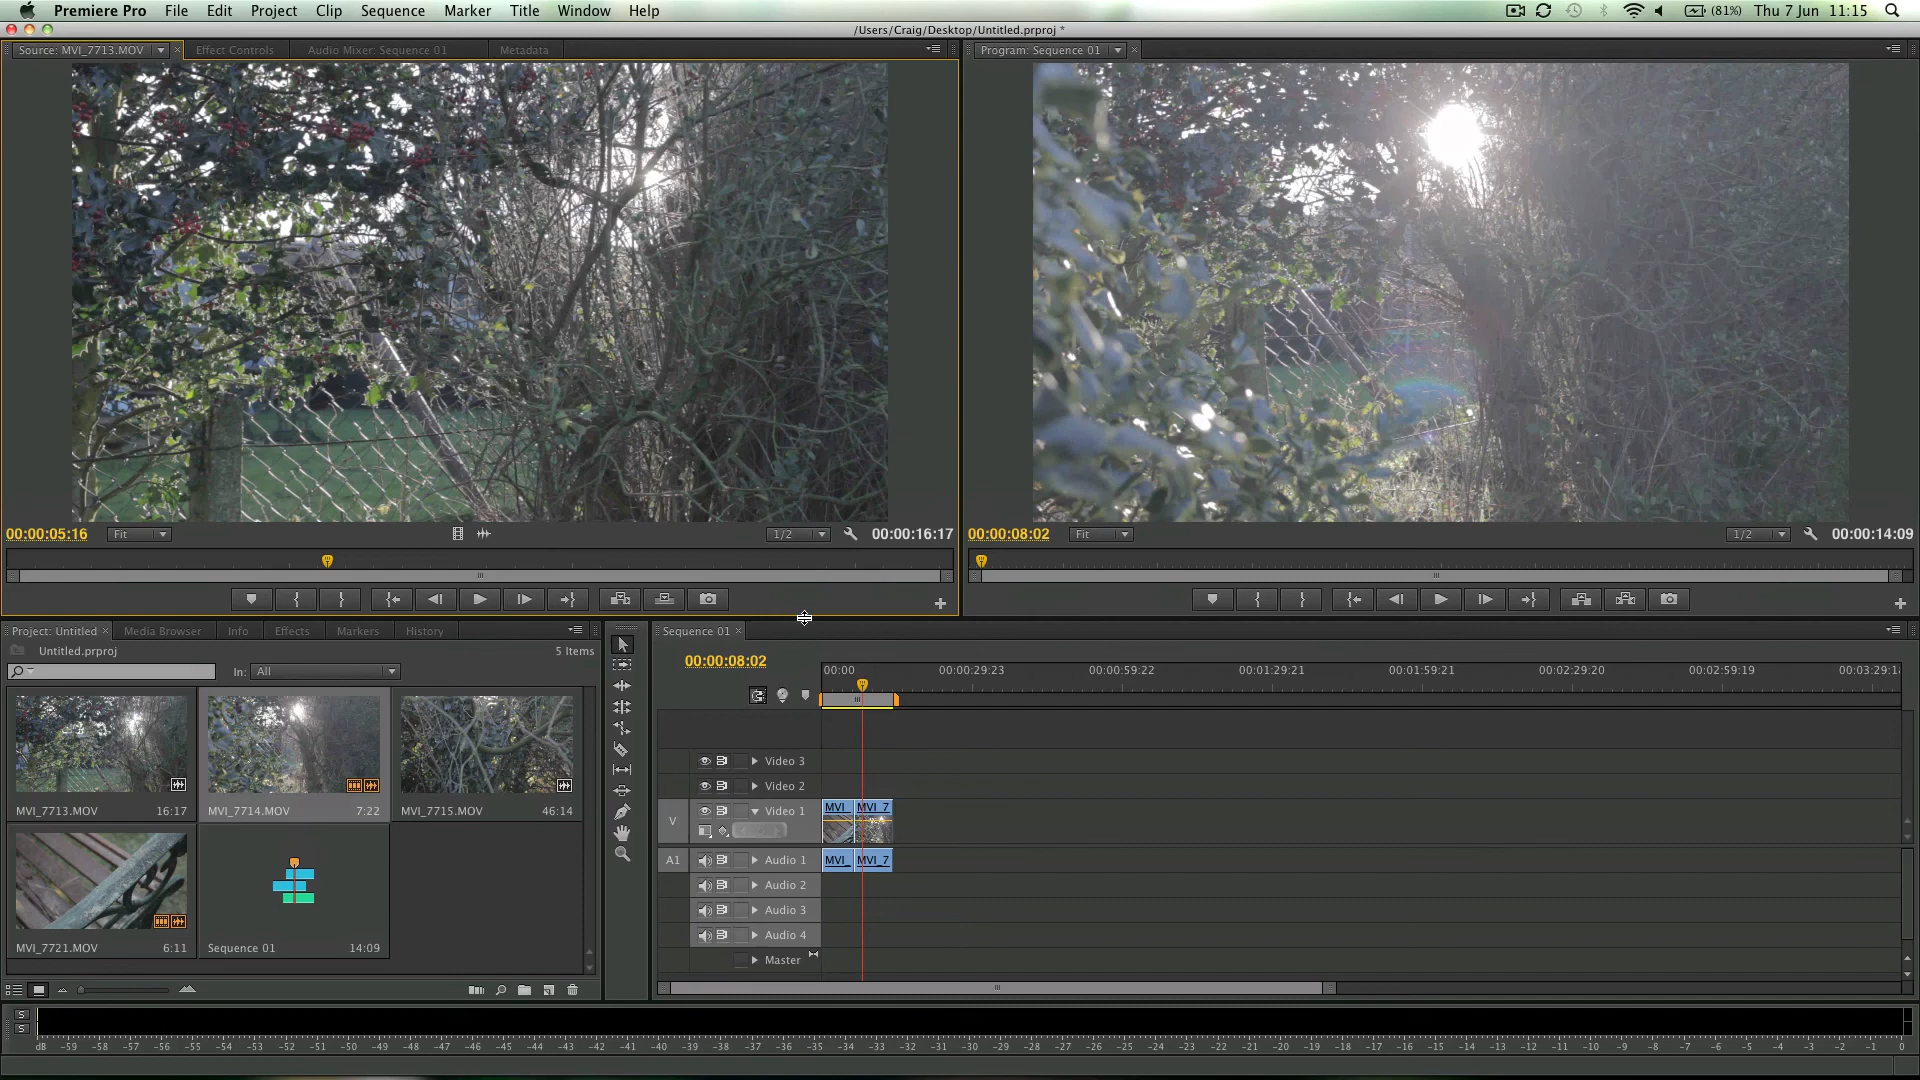 Premiere Pro File Edit Project Clip Sequence Marker Title Window Help (81%) Thu 7 Jun 11:15
/Users/Craig/Desktop/Untitled.prproj *
Source: MVI_7713.MOV Effect Controls Audio Mixer: Sequence 01 Metadata
Program: Sequence 01
00:00:05:16 Fit 1/2 00:00:16:17
00:00:08:02 Fit 1/2 00:00:14:09
Project: Untitled Media Browser Info Effects Markers History
Untitled.prproj 5 Items
In: All
MVI_7713.MOV 16:17
MVI_7714.MOV 7:22
MVI_7715.MOV 46:14
MVI_7721.MOV 6:11
Sequence 01 14:09
Sequence 01
00:00:08:02
00:00 00:00:29:23 00:00:59:22 00:01:29:21 00:01:59:21 00:02:29:20 00:02:59:19 00:03:29:18
Video 3
Video 2
V Video 1 MVI_ MVI_7
A1 Audio 1 MVI_ MVI_7
Audio 2
Audio 3
Audio 4
Master
S
S
dB -59 -58 -57 -56 -55 -54 -53 -52 -51 -50 -49 -48 -47 -46 -45 -44 -43 -42 -41 -40 -39 -38 -37 -36 -35 -34 -33 -32 -31 -30 -29 -28 -27 -26 -25 -24 -23 -22 -21 -20 -19 -18 -17 -16 -15 -14 -13 -12 -11 -10 -9 -8 -7 -6 -5 -4 -3 -2 -1 0